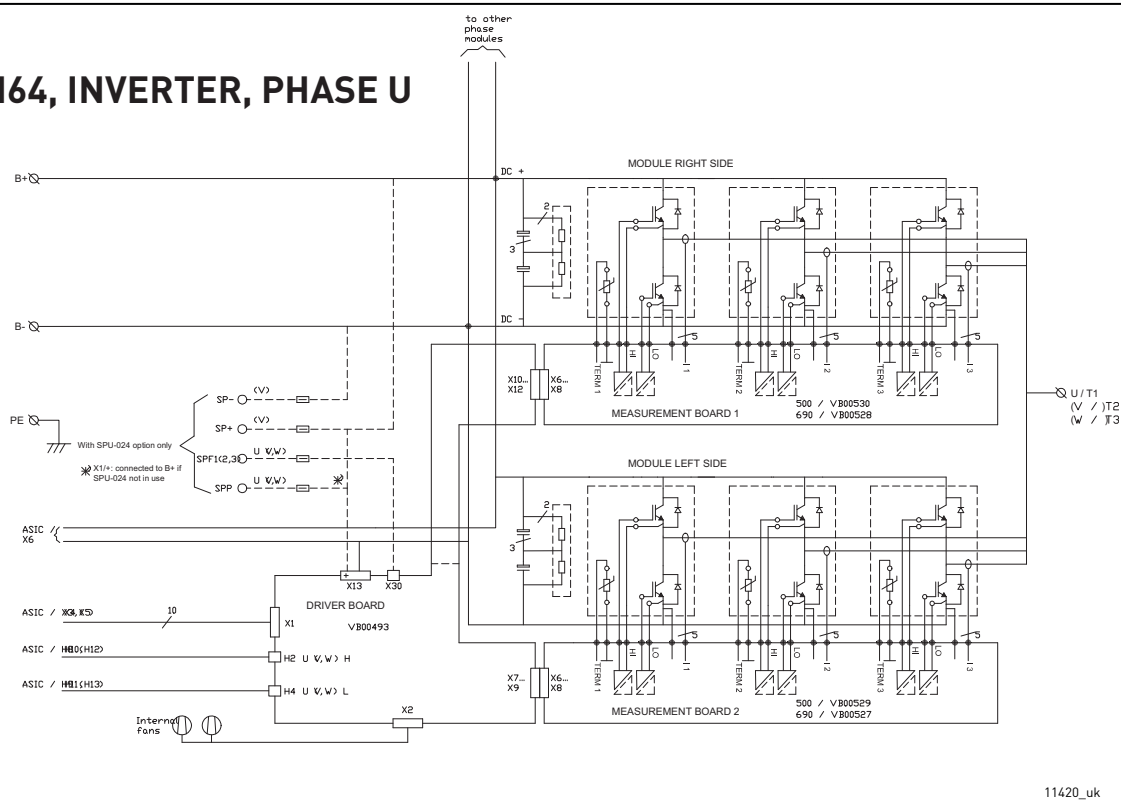 to other
phase
modules
I64, INVERTER, PHASE U
MODULE RIGHT SIDE
B+
DC +
2
3
B-
DC -
5
5
5
TERM 1
HI
LO
I1
TERM 2
HI
LO
I2
TERM 3
HI
LO
I3
X10...
X12
X6...
X8
MEASUREMENT BOARD 1
500 / VB00530
690 / VB00528
U / T1
(V / )T2
(W / )T3
PE
With SPU-024 option only
X1/+: connected to B+ if
SPU-024 not in use
SP- (V)
SP+ (V)
SPF1(2,3) U (V,W)
SPP U (V,W)
MODULE LEFT SIDE
2
3
ASIC /
X6
X13
X30
DRIVER BOARD
VB00493
ASIC /
10
X1
ASIC /
(H12)
H2 U (V,W) H
ASIC /
(H13)
H4 U (V,W) L
X2
Internal
fans
5
5
5
TERM 1
HI
LO
I1
TERM 2
HI
LO
I2
TERM 3
HI
LO
I3
X7...
X9
X6...
X8
MEASUREMENT BOARD 2
500 / VB00529
690 / VB00527
11420_uk